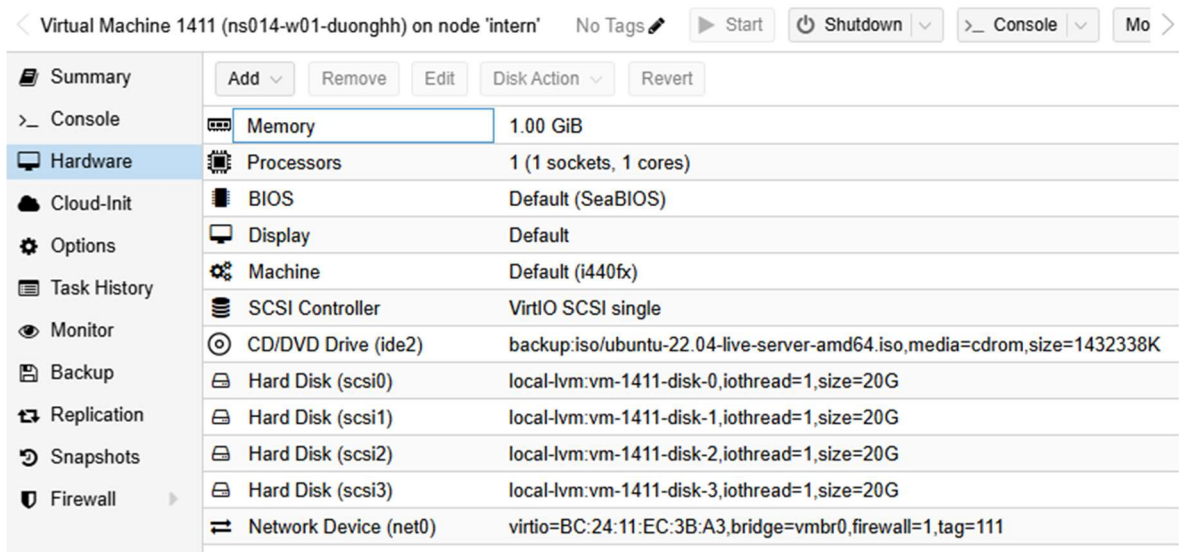 Virtual Machine 1411 (ns014-w01-duonghh) on node 'intern' No Tags Start Shutdown >_ Console Mo
Summary
Console
Hardware
Cloud-Init
Options
Task History
Monitor
Backup
Replication
Snapshots
Firewall
Add Remove Edit Disk Action Revert
Memory 1.00 GiB
Processors 1 (1 sockets, 1 cores)
BIOS Default (SeaBIOS)
Display Default
Machine Default (i440fx)
SCSI Controller VirtIO SCSI single
CD/DVD Drive (ide2) backup:iso/ubuntu-22.04-live-server-amd64.iso,media=cdrom,size=1432338K
Hard Disk (scsi0) local-lvm:vm-1411-disk-0,iothread=1,size=20G
Hard Disk (scsi1) local-lvm:vm-1411-disk-1,iothread=1,size=20G
Hard Disk (scsi2) local-lvm:vm-1411-disk-2,iothread=1,size=20G
Hard Disk (scsi3) local-lvm:vm-1411-disk-3,iothread=1,size=20G
Network Device (net0) virtio=BC:24:11:EC:3B:A3,bridge=vmbr0,firewall=1,tag=111